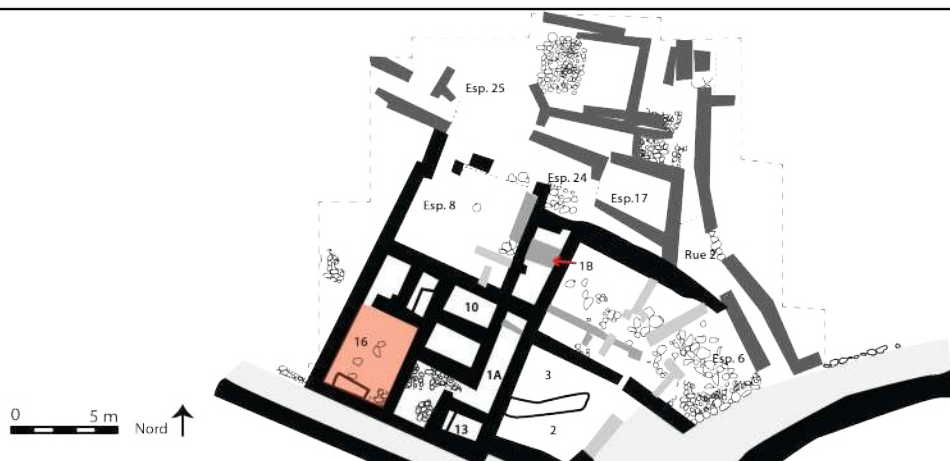 Esp. 25
Esp. 24
Esp.17
Esp. 8
Rue 2
1B
10
16
Esp. 6
1A
3
0 5 m
Nord
13
2